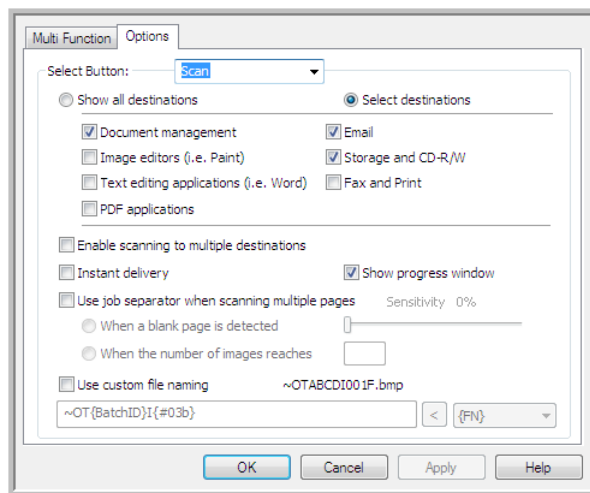 Multi Function Options
Select Button: Scan
Show all destinations Select destinations
Document management Email
Image editors (i.e. Paint) Storage and CD-R/W
Text editing applications (i.e. Word) Fax and Print
PDF applications
Enable scanning to multiple destinations
Instant delivery Show progress window
Use job separator when scanning multiple pages Sensitivity 0%
When a blank page is detected
When the number of images reaches
Use custom file naming ~OTABCDI001F.bmp
~OT{BatchID}I{#03b} < {FN}
OK Cancel Apply Help